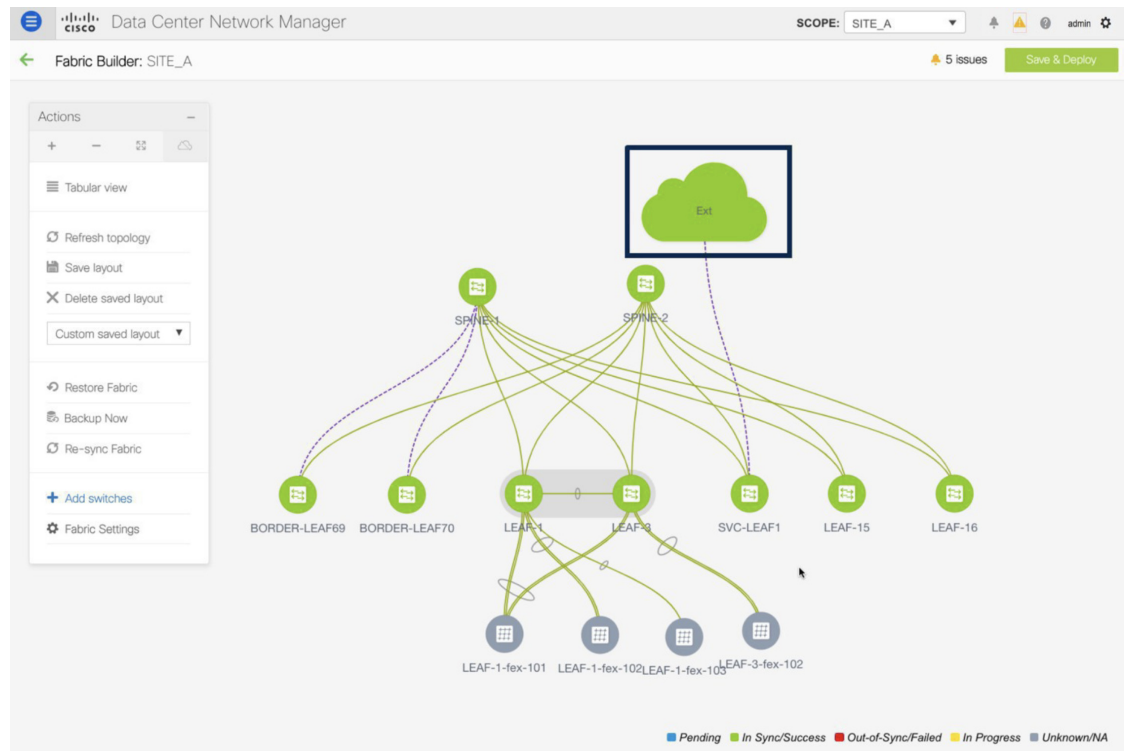 cisco Data Center Network Manager SCOPE: SITE_A admin
Fabric Builder: SITE_A 5 issues Save & Deploy
Actions
Tabular view
Refresh topology
Save layout
Delete saved layout
Custom saved layout
Restore Fabric
Backup Now
Re-sync Fabric
Add switches
Fabric Settings
Ext
SPINE-1 SPINE-2
BORDER-LEAF69 BORDER-LEAF70 LEAF-1 LEAF-3 SVC-LEAF1 LEAF-15 LEAF-16
LEAF-1-fex-101 LEAF-1-fex-102 LEAF-1-fex-103 LEAF-3-fex-102
Pending In Sync/Success Out-of-Sync/Failed In Progress Unknown/NA